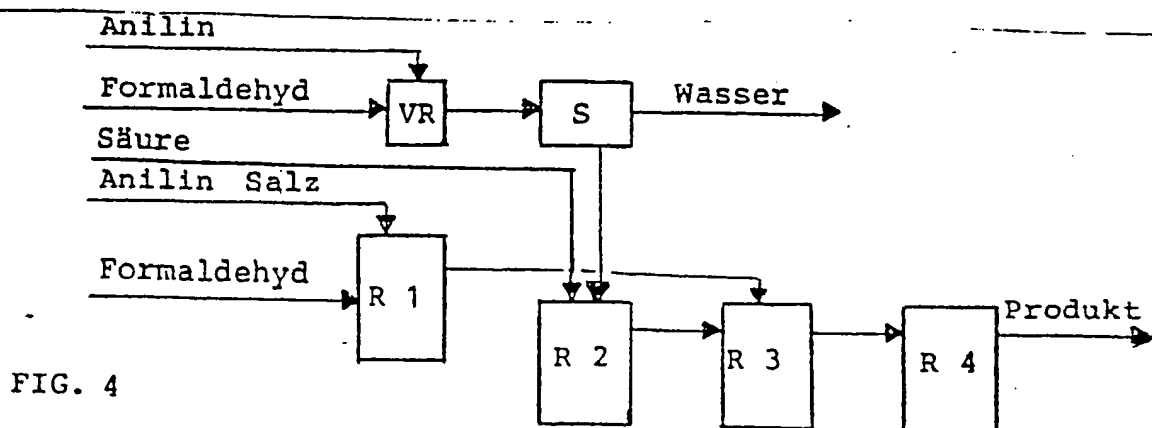 Anilin
Formaldehyd
VR
S
Wasser
Säure
Anilin Salz
Formaldehyd
R 1
R 2
R 3
R 4
Produkt
FIG. 4